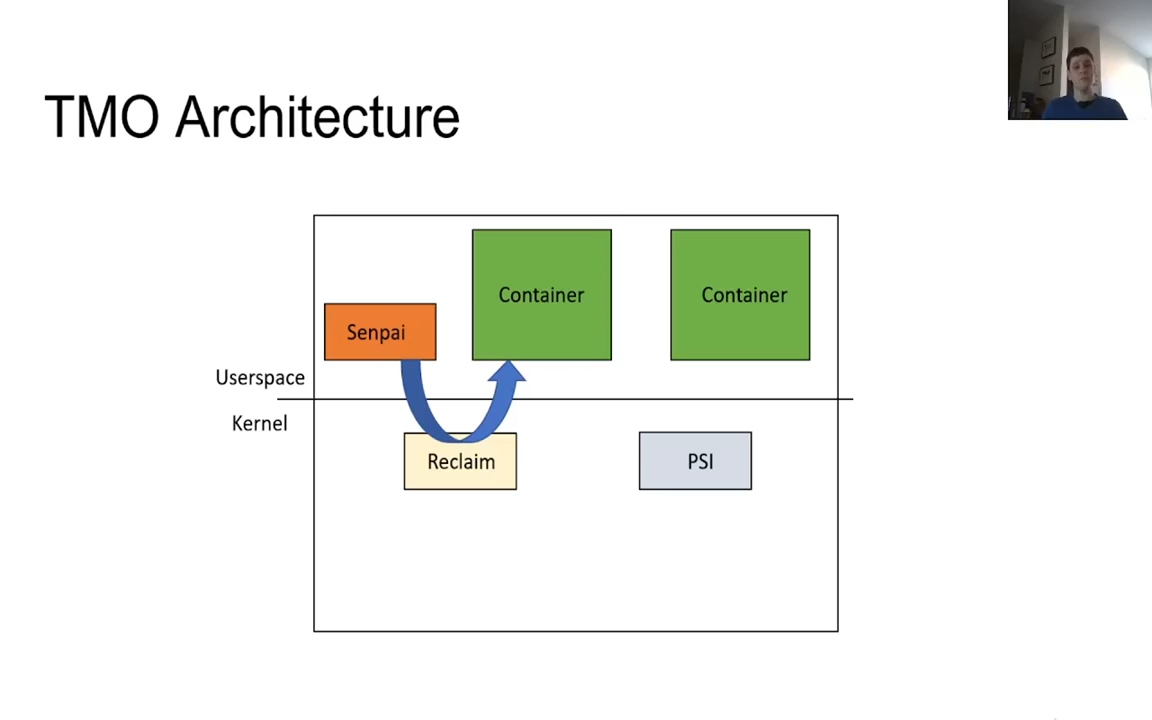 TMO Architecture
Container
Container
Senpai
Userspace
Kernel
Reclaim
PSI